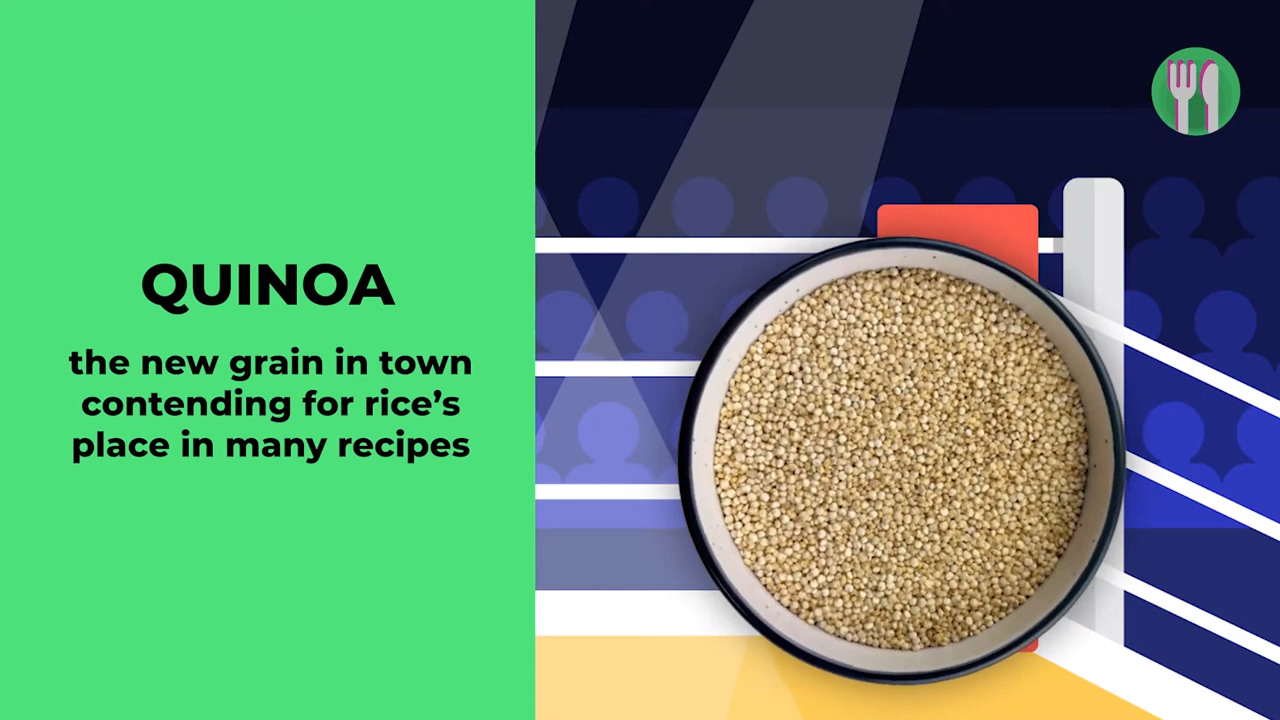 QUINOA
the new grain in town
contending for rice's
place in many recipes